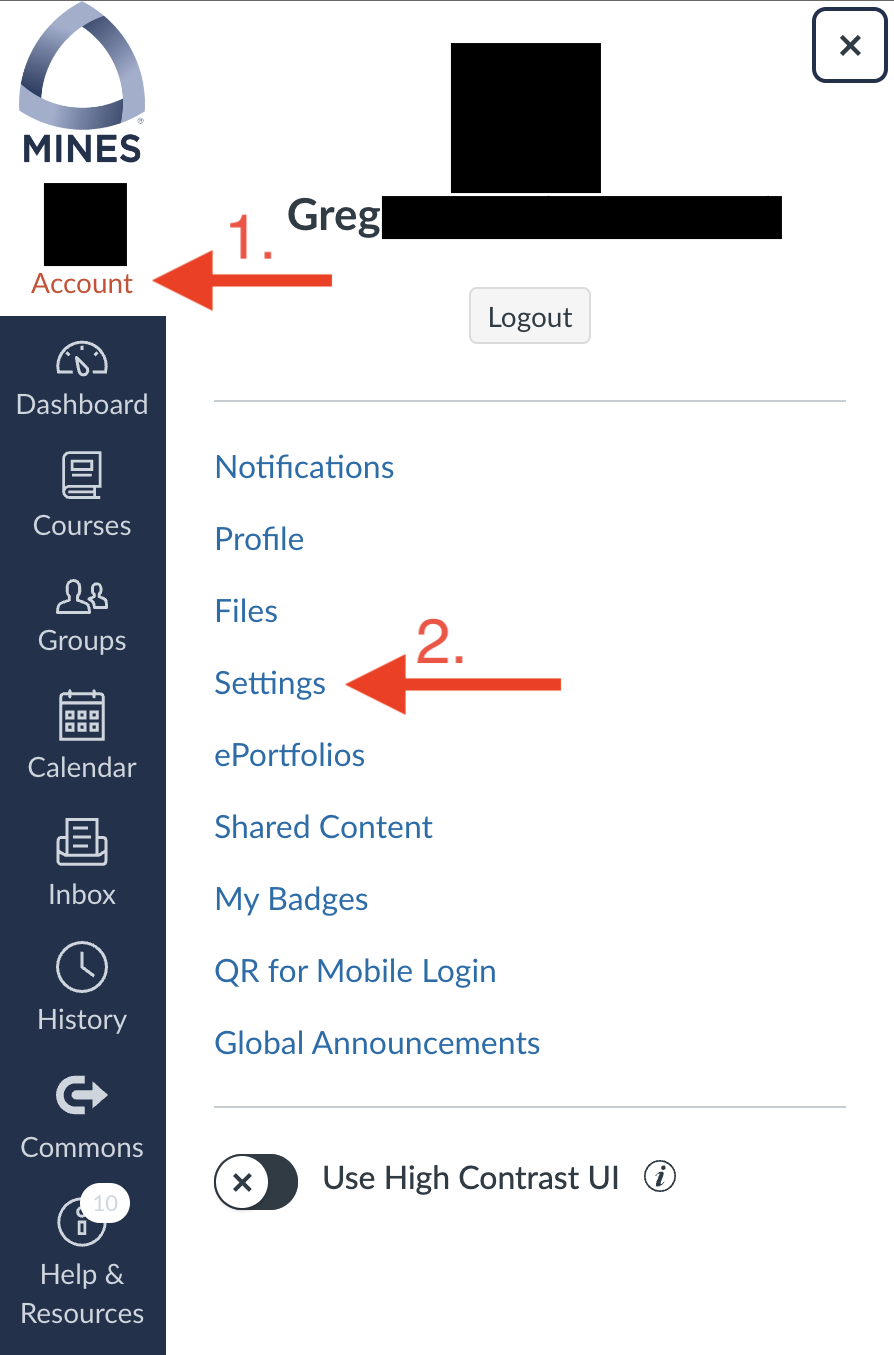 MINES
Account
Dashboard
Courses
Groups
Calendar
Inbox
History
Commons
10
Help &
Resources
1.
Greg
Logout
Notifications
Profile
Files
2.
Settings
ePortfolios
Shared Content
My Badges
QR for Mobile Login
Global Announcements
Use High Contrast UI